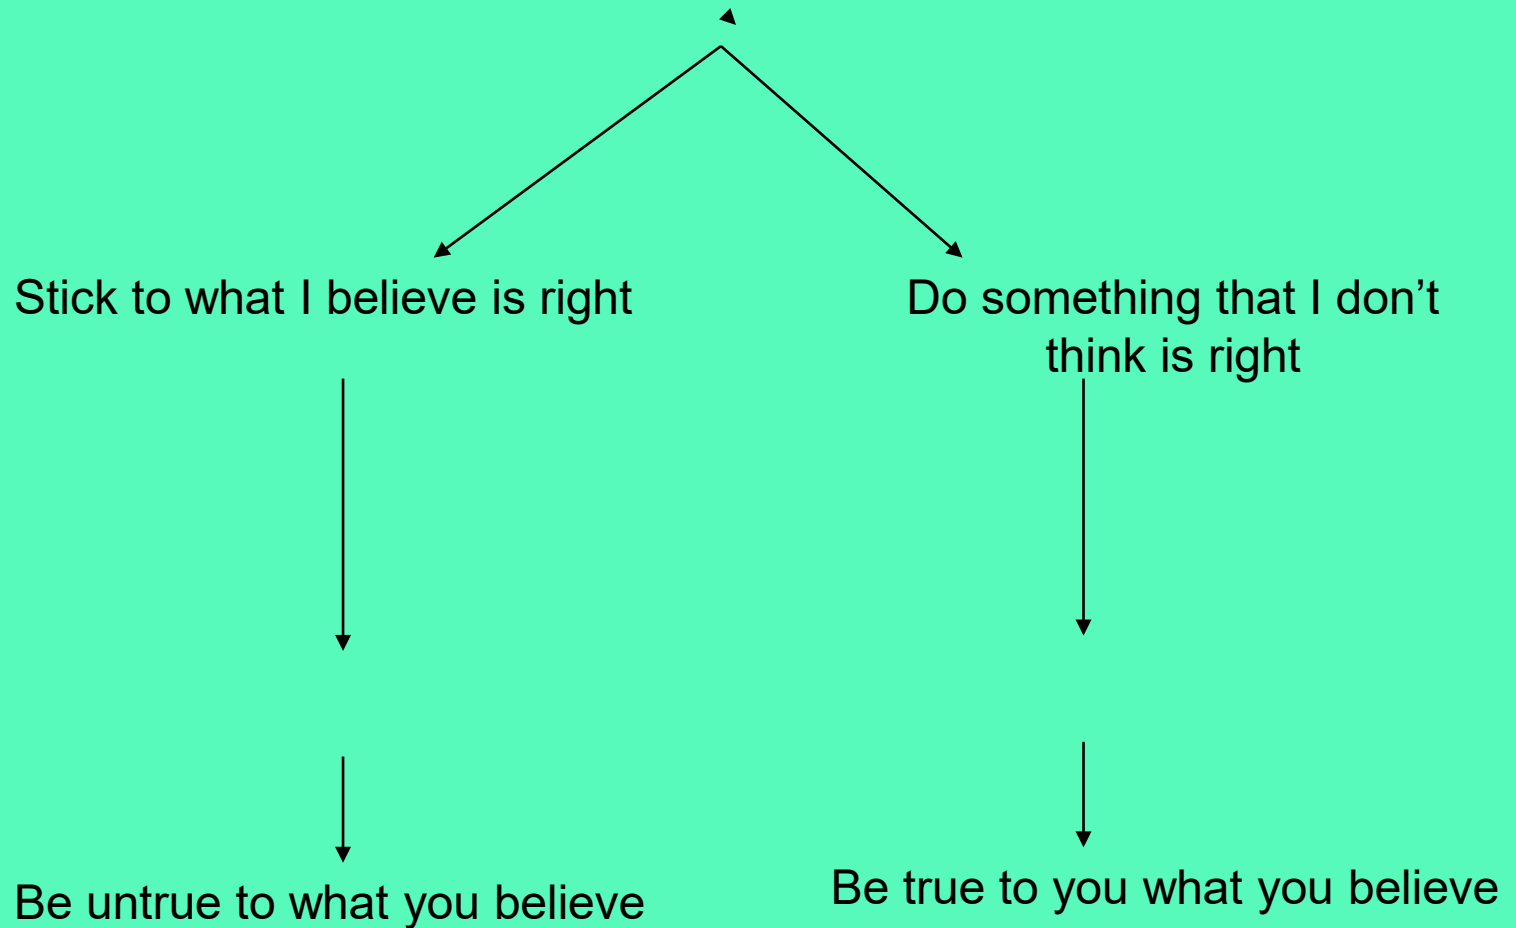 Stick to what I believe is right
Do something that I don’t
think is right
Be untrue to what you believe
Be true to you what you believe